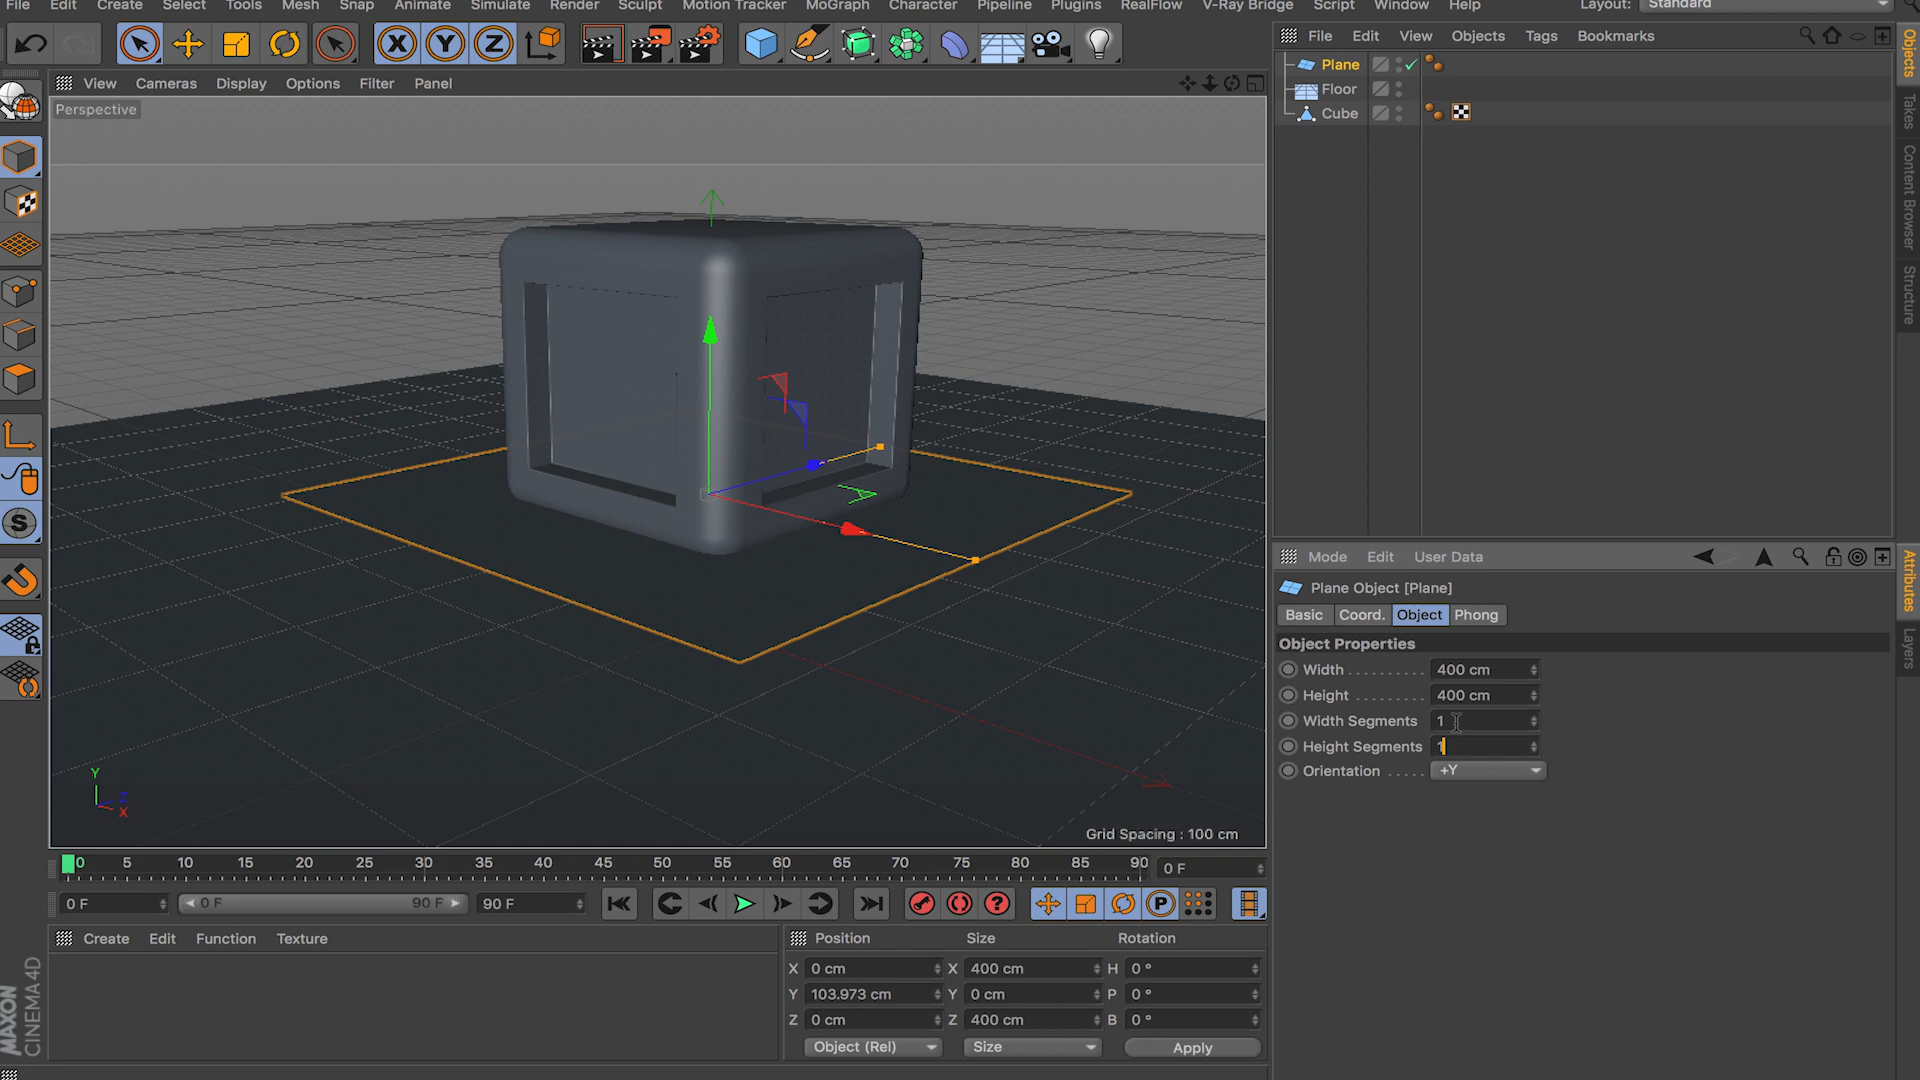 File Edit Create Select Tools Mesh Snap Animate Simulate Render Sculpt Motion Tracker MoGraph Character Pipeline Plugins RealFlow V-Ray Bridge Script Window Help Layout: Standard
X Y Z
File Edit View Objects Tags Bookmarks
Plane
Floor
Cube
Objects
Takes
Content Browser
Structure
View Cameras Display Options Filter Panel
Perspective
S
Y
Z
X
Grid Spacing : 100 cm
Mode Edit User Data
Plane Object [Plane]
Basic Coord. Object Phong
Object Properties
Width 400 cm
Height 400 cm
Width Segments 1
Height Segments 1
Orientation +Y
Attributes
Layers
0 5 10 15 20 25 30 35 40 45 50 55 60 65 70 75 80 85 90 0 F
0 F 0 F 90 F 90 F ? P
Create Edit Function Texture
Position Size Rotation
X 0 cm X 400 cm H 0 °
Y 103.973 cm Y 0 cm P 0 °
Z 0 cm Z 400 cm B 0 °
Object (Rel) Size Apply
MAXON
CINEMA 4D